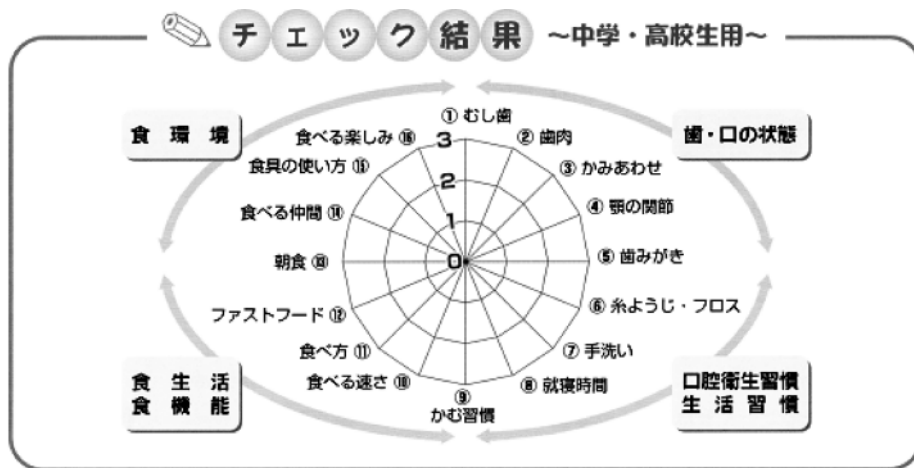 チェック結果 ～中学・高校生用～
食環境
歯・口の状態
① むし歯
② 歯肉
③ かみあわせ
④ 顎の関節
⑤ 歯みがき
⑥ 糸ようじ・フロス
⑦ 手洗い
⑧ 就寝時間
⑨
かむ習慣
食べる速さ ⑩
食べ方 ⑪
ファストフード ⑫
朝食 ⑬
食べる仲間 ⑭
食具の使い方 ⑮
食べる楽しみ ⑯
3
2
1
0
食生活
食機能
口腔衛生習慣
生活習慣